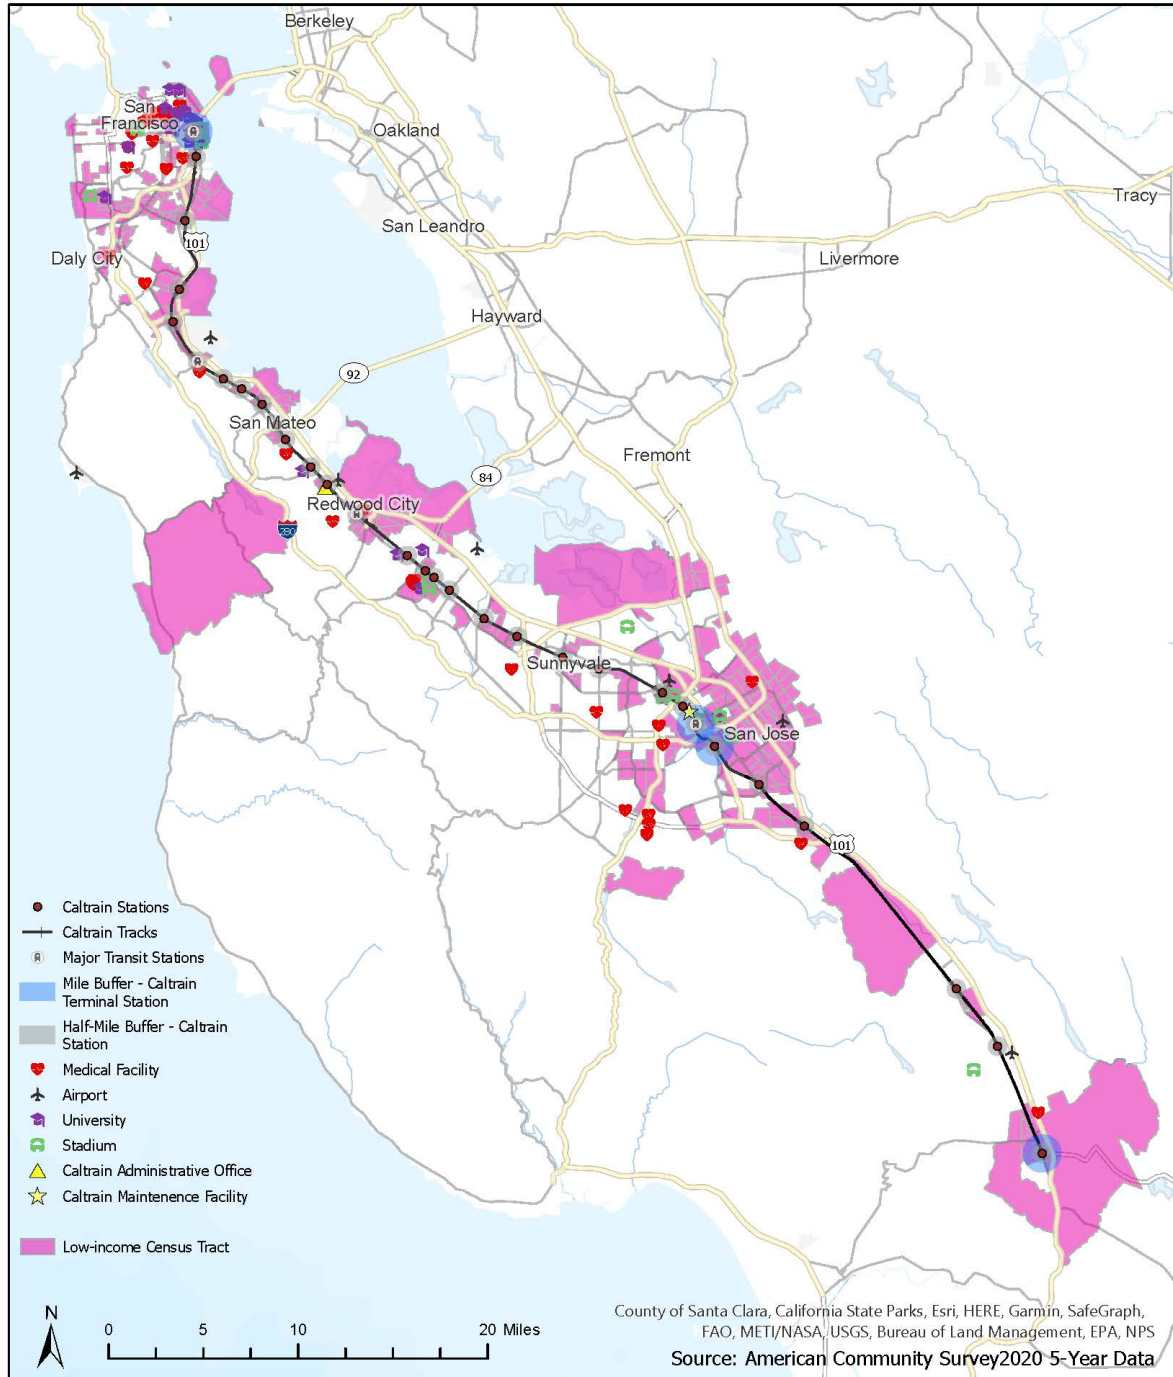 Berkeley
San
Francisco
Oakland
Tracy
San Leandro
101
Daly City
Livermore
Hayward
92
San Mateo
Fremont
84
Redwood City
280
Sunnyvale
San Jose
101
Caltrain Stations
Caltrain Tracks
Major Transit Stations
Mile Buffer - Caltrain
Terminal Station
Half-Mile Buffer - Caltrain
Station
Medical Facility
Airport
University
Stadium
Caltrain Administrative Office
Caltrain Maintenence Facility
Low-income Census Tract
N
0 5 10 20 Miles
County of Santa Clara, California State Parks, Esri, HERE, Garmin, SafeGraph,
FAO, METI/NASA, USGS, Bureau of Land Management, EPA, NPS
Source: American Community Survey2020 5-Year Data